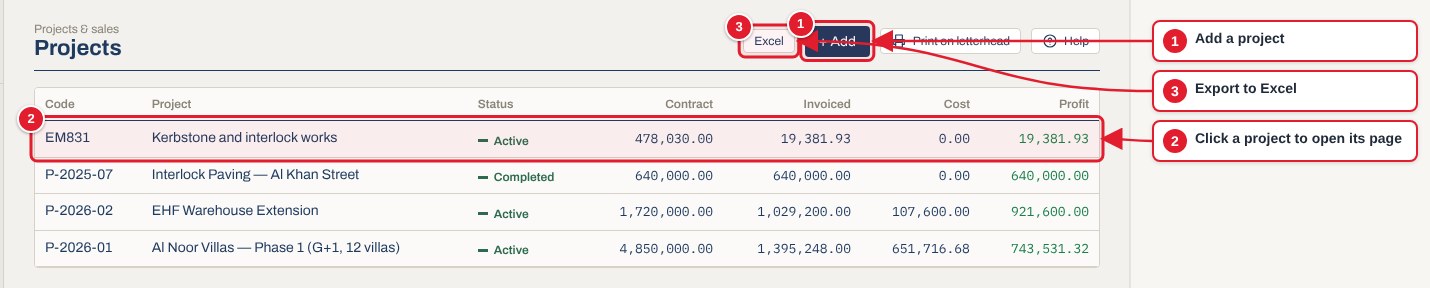 Projects & sales
Projects
3 Excel
1 + Add
Print on letterhead
Help
1 Add a project
3 Export to Excel
2 Click a project to open its page
Code Project Status Contract Invoiced Cost Profit
2
EM831 Kerbstone and interlock works Active 478,030.00 19,381.93 0.00 19,381.93
P-2025-07 Interlock Paving — Al Khan Street Completed 640,000.00 640,000.00 0.00 640,000.00
P-2026-02 EHF Warehouse Extension Active 1,720,000.00 1,029,200.00 107,600.00 921,600.00
P-2026-01 Al Noor Villas — Phase 1 (G+1, 12 villas) Active 4,850,000.00 1,395,248.00 651,716.68 743,531.32